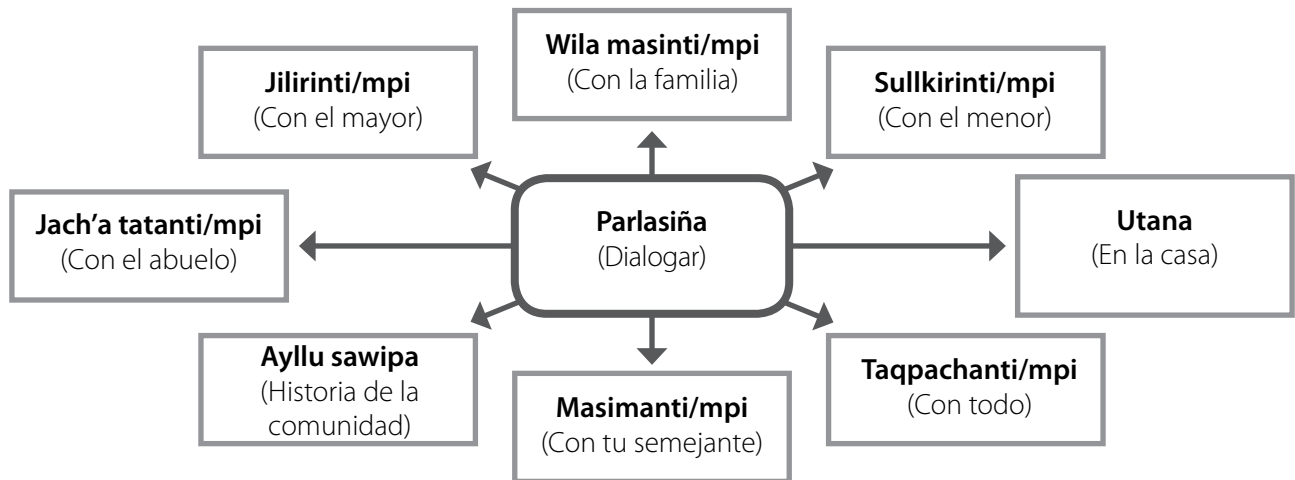 Wila masinti/mpi
(Con la familia)
Jilirinti/mpi
(Con el mayor)
Sullkirinti/mpi
(Con el menor)
Jach'a tatanti/mpi
(Con el abuelo)
Parlasiña
(Dialogar)
Utana
(En la casa)
Ayllu sawipa
(Historia de la
comunidad)
Masimanti/mpi
(Con tu semejante)
Taqpachanti/mpi
(Con todo)